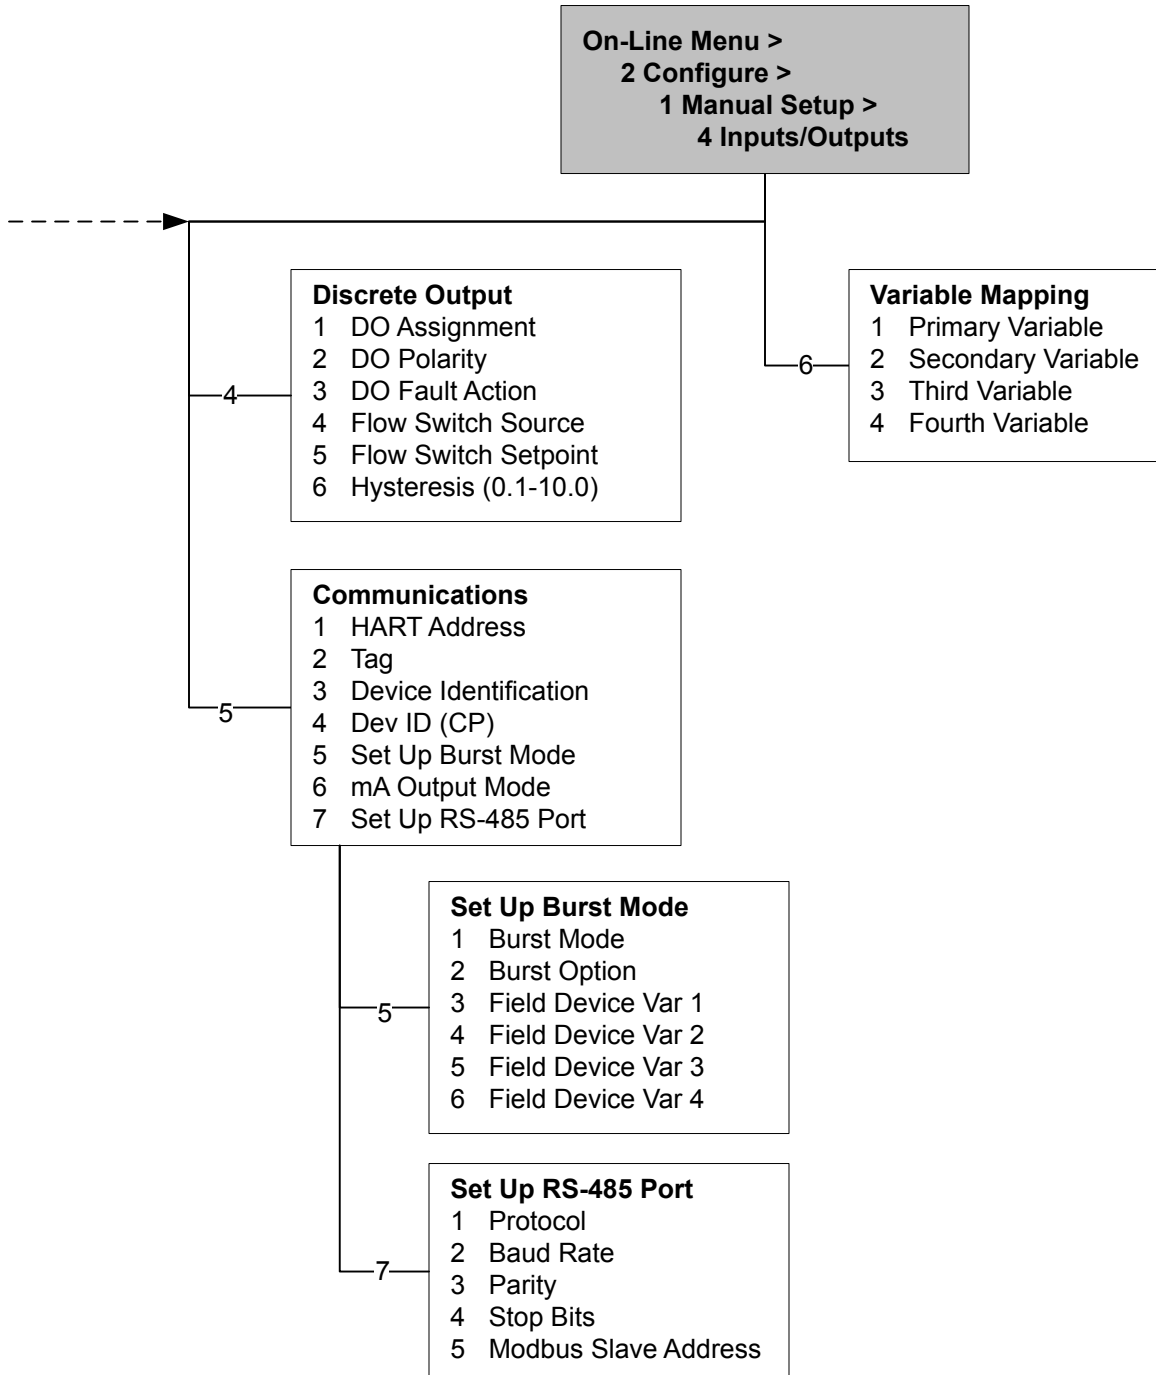 On-Line Menu >
2 Configure >
1 Manual Setup >
4 Inputs/Outputs
Discrete Output
1 DO Assignment
2 DO Polarity
3 DO Fault Action
4 Flow Switch Source
5 Flow Switch Setpoint
6 Hysteresis (0.1-10.0)
4
Variable Mapping
1 Primary Variable
2 Secondary Variable
3 Third Variable
4 Fourth Variable
6
Communications
1 HART Address
2 Tag
3 Device Identification
4 Dev ID (CP)
5 Set Up Burst Mode
6 mA Output Mode
7 Set Up RS-485 Port
5
Set Up Burst Mode
1 Burst Mode
2 Burst Option
3 Field Device Var 1
4 Field Device Var 2
5 Field Device Var 3
6 Field Device Var 4
5
Set Up RS-485 Port
1 Protocol
2 Baud Rate
3 Parity
4 Stop Bits
5 Modbus Slave Address
7